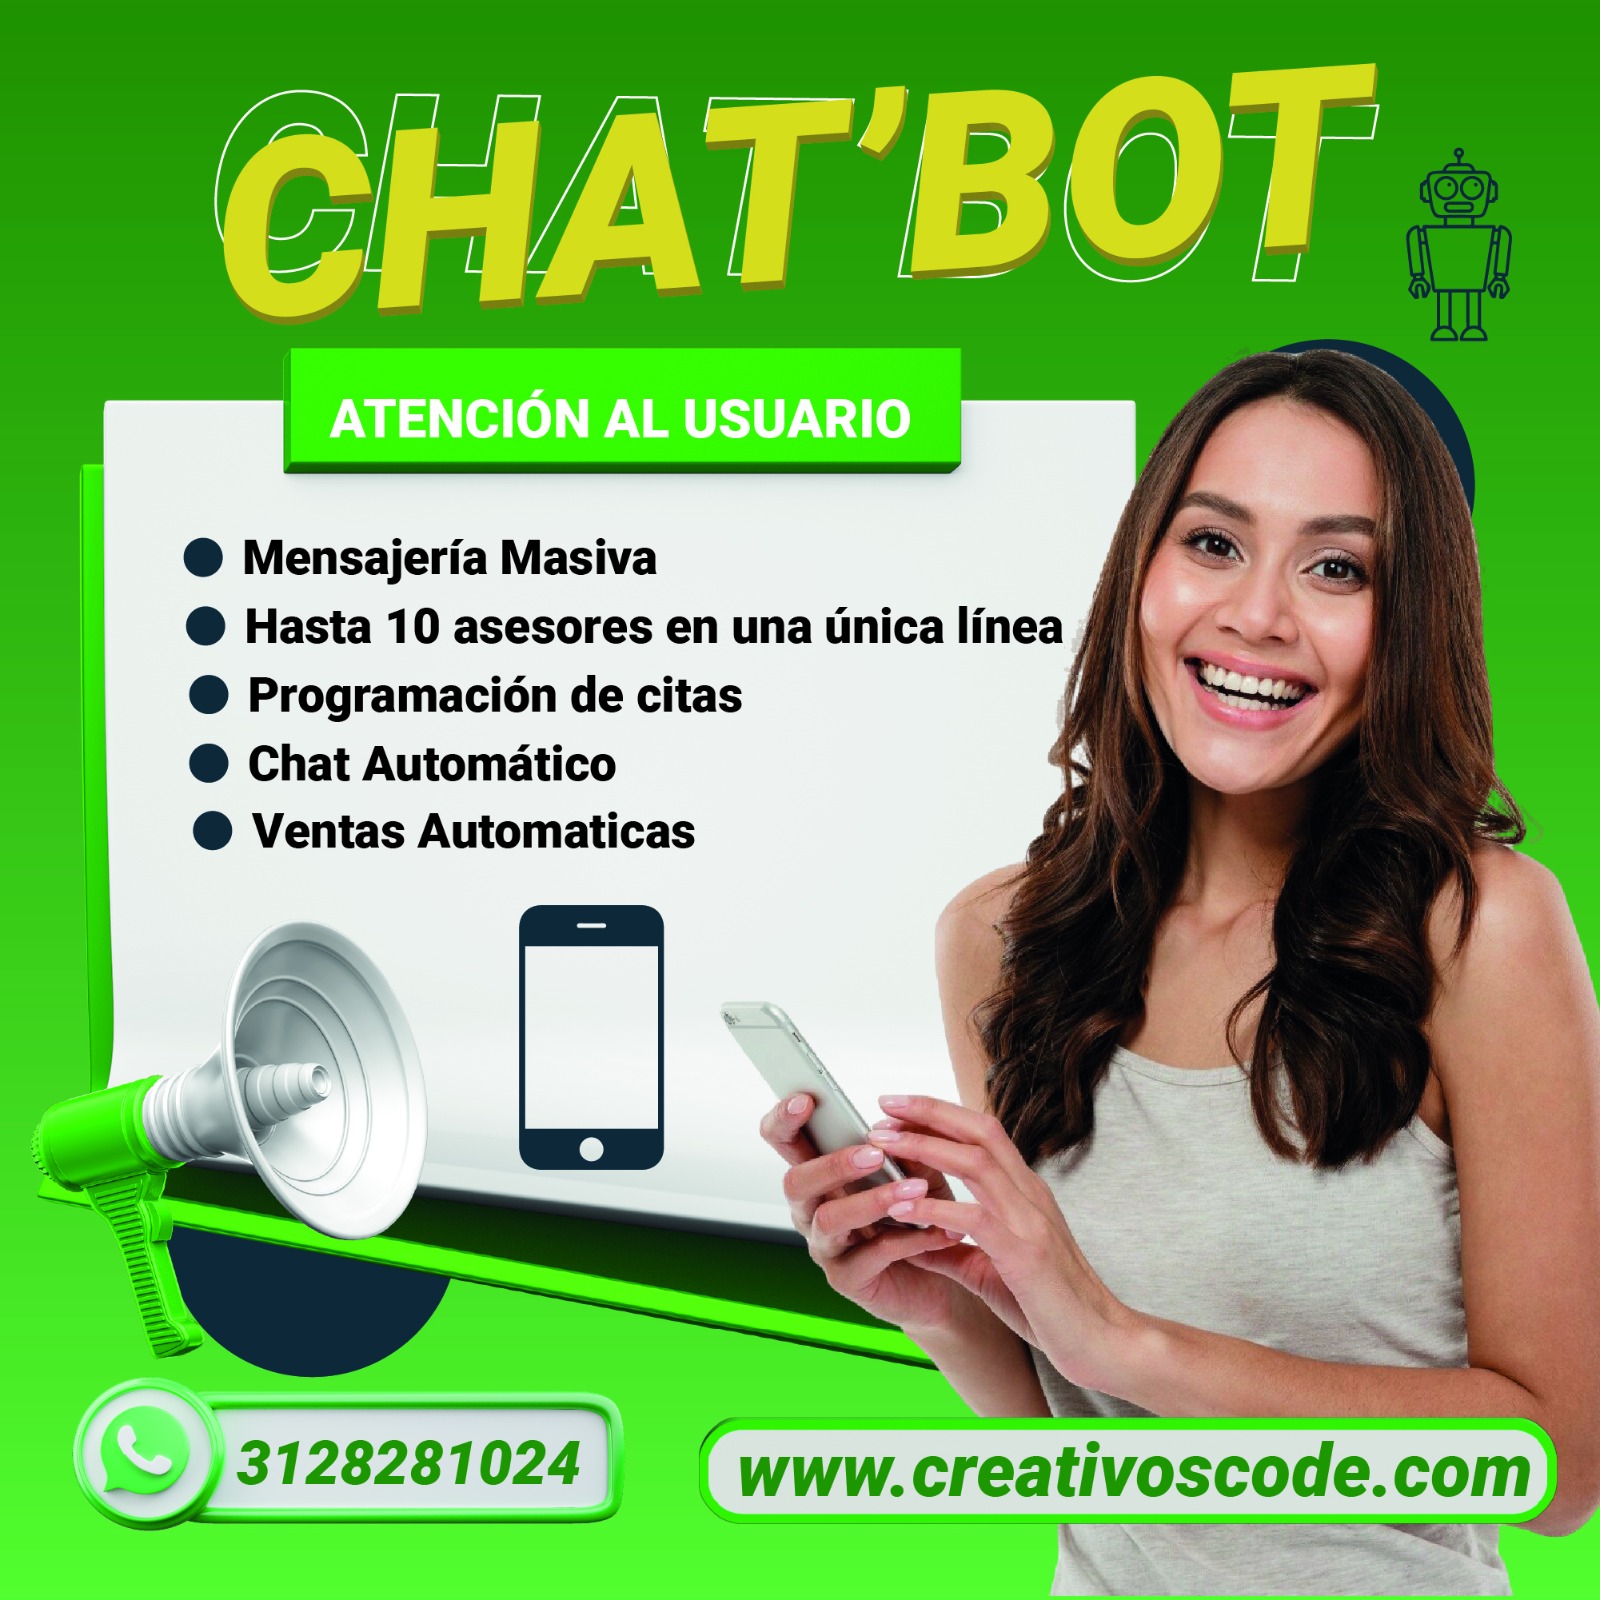 CHAT'BOT
ATENCIÓN AL USUARIO
Mensajería Masiva
Hasta 10 asesores en una única línea
Programación de citas
Chat Automático
Ventas Automaticas
3128281024
www.creativoscode.com